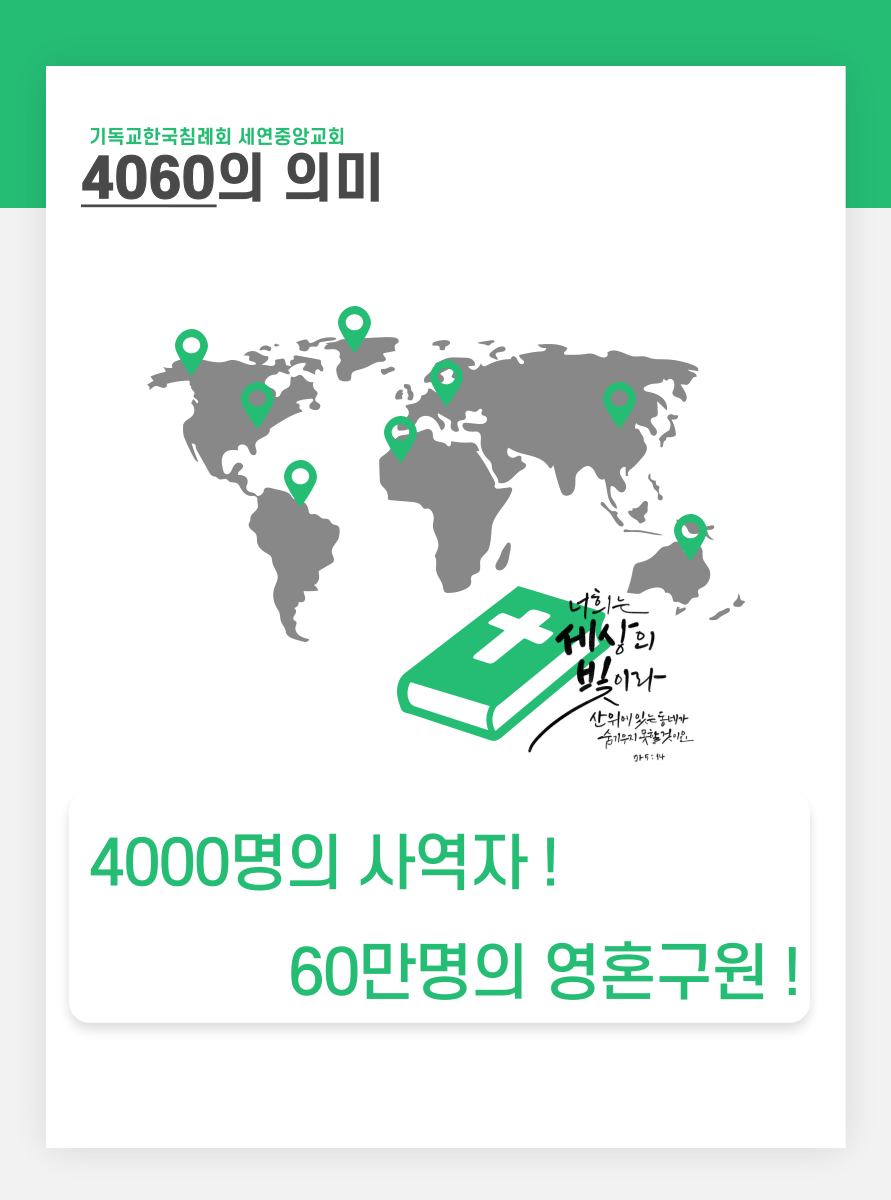 기독교한국침례회 세연중앙교회
4060의 의미
너희는
세상의
빛이라
산위에 있는 동네가
숨기우지 못할 것이요
마 5 : 14
4000명의 사역자 !
60만명의 영혼구원 !